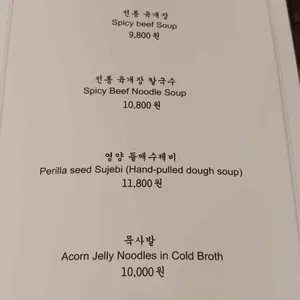 전통 육개장
Spicy beef Soup
9,800 원
전통 육개장 칼국수
Spicy Beef Noodle Soup
10,800 원
영양 들깨수제비
Perilla seed Sujebi (Hand-pulled dough soup)
11,800 원
묵사발
Acorn Jelly Noodles in Cold Broth
10,000 원